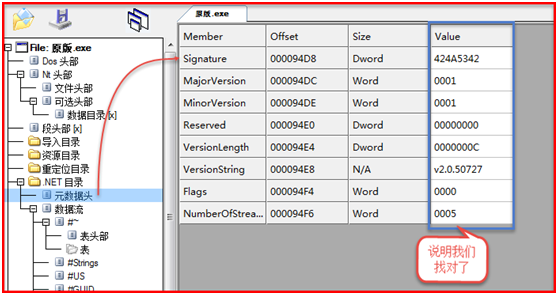 原版.exe
File: 原版.exe
Dos 头部
Nt 头部
文件头部
可选头部
数据目录 [x]
段头部 [x]
导入目录
资源目录
重定位目录
.NET 目录
元数据头
数据流
#~
表头部
表
#Strings
#US
#GUID
Member Offset Size Value
Signature 000094D8 Dword 424A5342
MajorVersion 000094DC Word 0001
MinorVersion 000094DE Word 0001
Reserved 000094E0 Dword 00000000
VersionLength 000094E4 Dword 0000000C
VersionString 000094E8 N/A v2.0.50727
Flags 000094F4 Word 0000
NumberOfStrea... 000094F6 Word 0005
说明我们
找对了